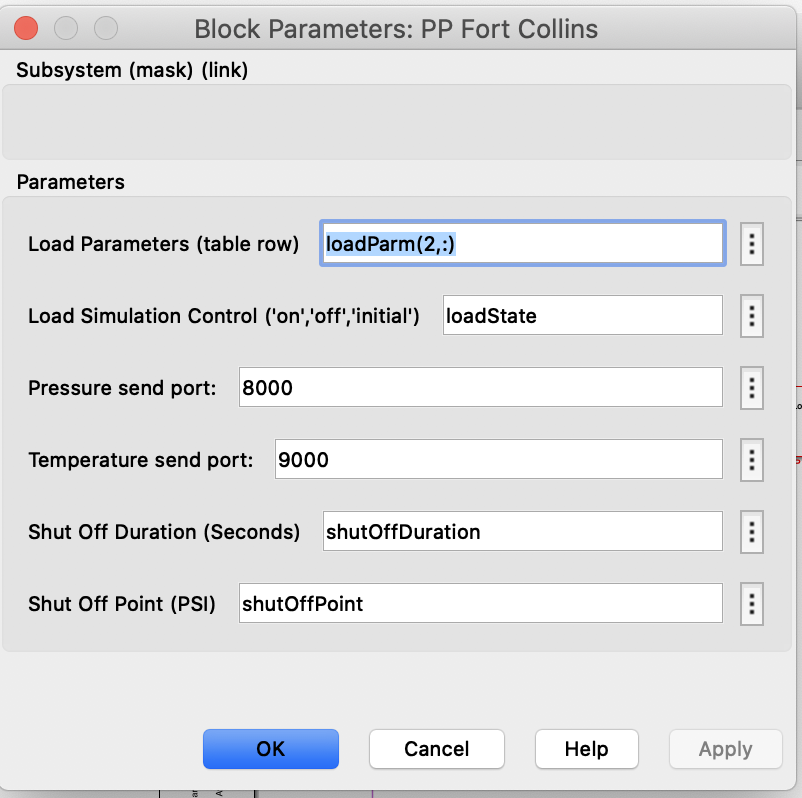 Block Parameters: PP Fort Collins
Subsystem (mask) (link)
Parameters
Load Parameters (table row) loadParm(2,:)
Load Simulation Control ('on','off','initial') loadState
Pressure send port: 8000
Temperature send port: 9000
Shut Off Duration (Seconds) shutOffDuration
Shut Off Point (PSI) shutOffPoint
OK Cancel Help Apply